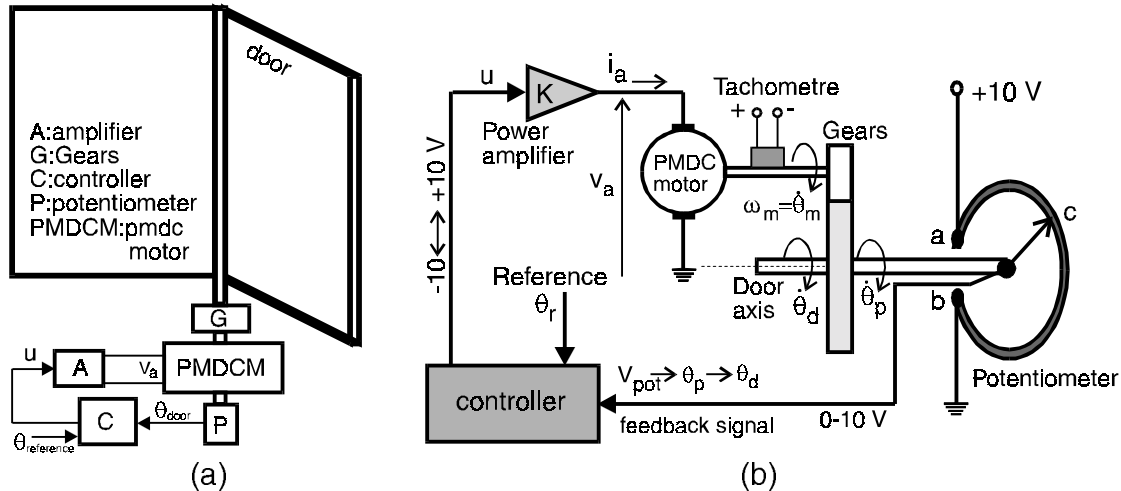 door
A:amplifier
G:Gears
C:controller
P:potentiometer
PMDCM:pmdc
motor
G
u
A
v_a
PMDCM
C
θ_door
P
θ_reference
(a)
u
K
i_a
Power
amplifier
-10↔+10 V
v_a
Tachometre
+ -
PMDC
motor
Gears
ω_m=θ̇_m
+10 V
a
c
b
Door
axis
θ̇_d
θ̇_p
Potentiometer
Reference
θ_r
controller
V_pot→θ_p→θ_d
feedback signal
0-10 V
(b)